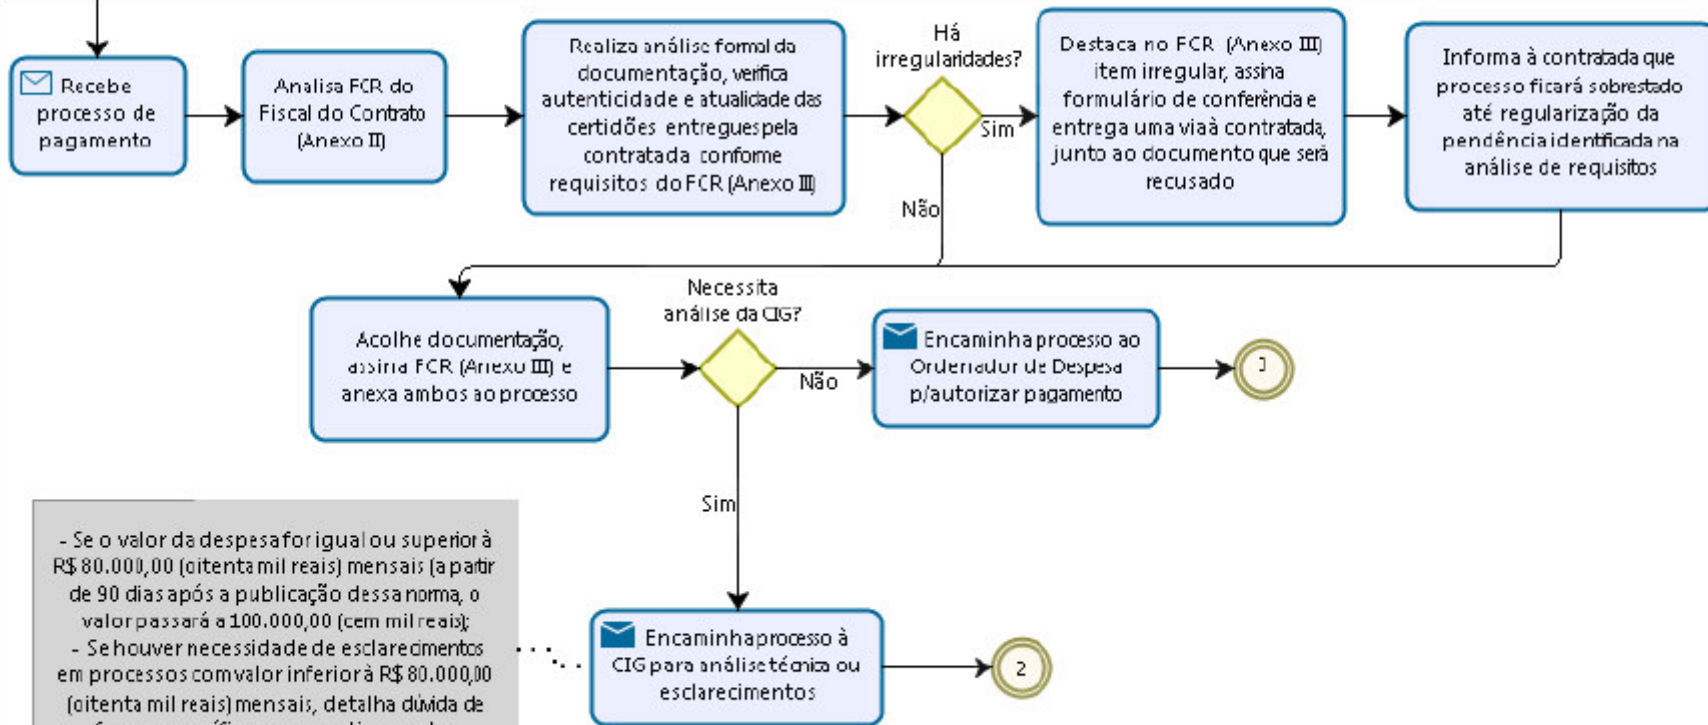 Recebe
processo de
pagamento
Analisa FCR do
Fiscal do Contrato
(Anexo II)
Realiza análise formal da
documentação, verifica
autenticidade e atualidade das
certidões entregues pela
contratada conforme
requisitos do FCR (Anexo III)
Há
irregularidades?
Sim
Não
Destaca no FCR (Anexo III)
item irregular, assina
formulário de conferência e
entrega uma via à contratada,
junto ao documento que será
recusado
Informa à contratada que
processo ficará sobrestado
até regularização da
pendência identificada na
análise de requisitos
Acolhe documentação,
assina FCR (Anexo III) e
anexa ambos ao processo
Necessita
análise da CIG?
Não
Sim
Encaminha processo ao
Ordenador de Despesa
p/autorizar pagamento
- Se o valor da despesa for igual ou superior à
R$ 80.000,00 (oitenta mil reais) mensais (a partir
de 90 dias após a publicação dessa norma, o
valor passará a 100.000,00 (cem mil reais);
- Se houver necessidade de esclarecimentos
em processos com valor inferior à R$ 80.000,00
(oitenta mil reais) mensais, detalha dúvida de
Encaminha processo à
CIG para análise técnica ou
esclarecimentos
2